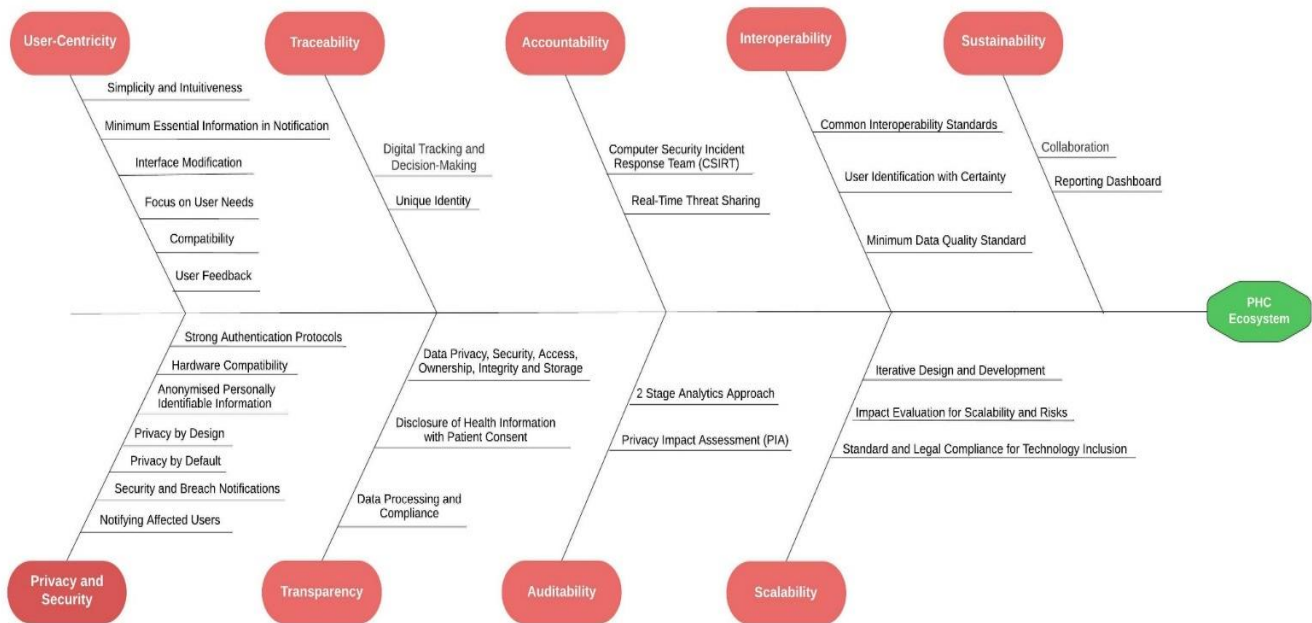 User-Centricity
Traceability
Accountability
Interoperability
Sustainability
Simplicity and Intuitiveness
Minimum Essential Information in Notification
Interface Modification
Focus on User Needs
Compatibility
User Feedback
Digital Tracking and
Decision-Making
Unique Identity
Computer Security Incident
Response Team (CSIRT)
Real-Time Threat Sharing
Common Interoperability Standards
User Identification with Certainty
Minimum Data Quality Standard
Collaboration
Reporting Dashboard
PHC
Ecosystem
Strong Authentication Protocols
Hardware Compatibility
Anonymised Personally
Identifiable Information
Privacy by Design
Privacy by Default
Security and Breach Notifications
Notifying Affected Users
Data Privacy, Security, Access,
Ownership, Integrity and Storage
Disclosure of Health Information
with Patient Consent
Data Processing and
Compliance
2 Stage Analytics Approach
Privacy Impact Assessment (PIA)
Iterative Design and Development
Impact Evaluation for Scalability and Risks
Standard and Legal Compliance for Technology Inclusion
Privacy and
Security
Transparency
Auditability
Scalability